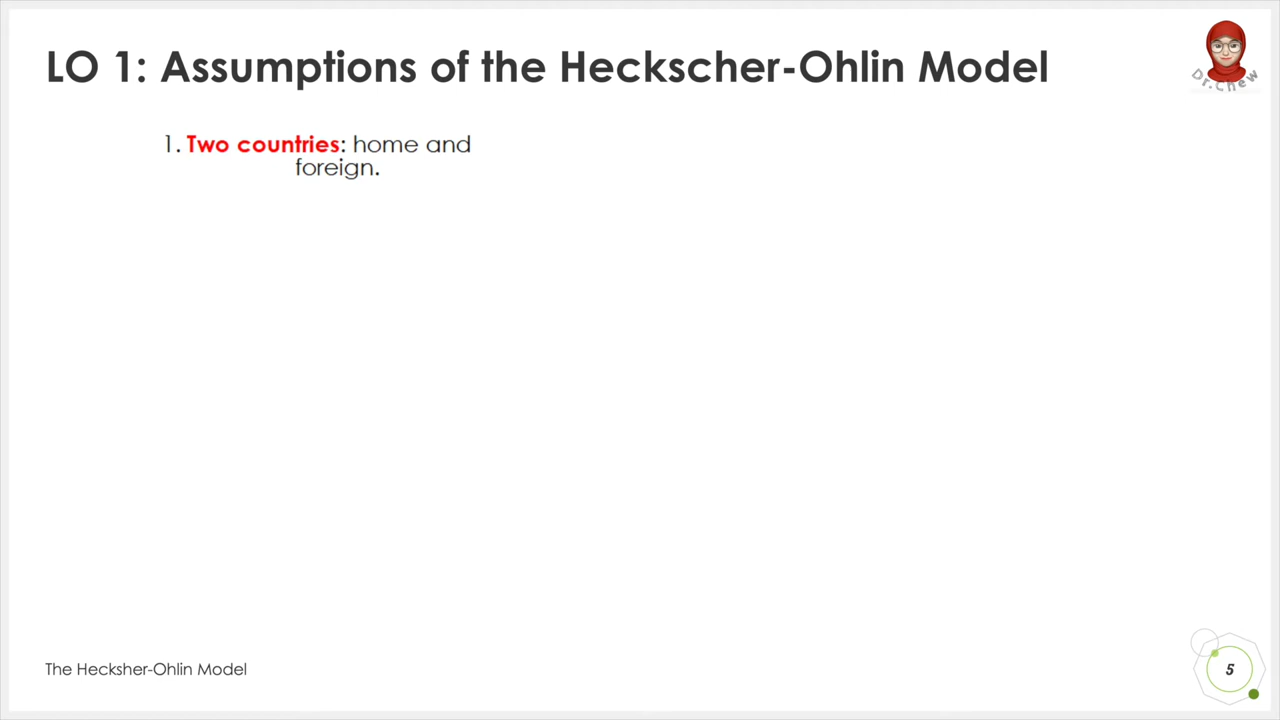 LO 1: Assumptions of the Heckscher-Ohlin Model
Dr.Chew
1. Two countries: home and
foreign.
The Hecksher-Ohlin Model
5